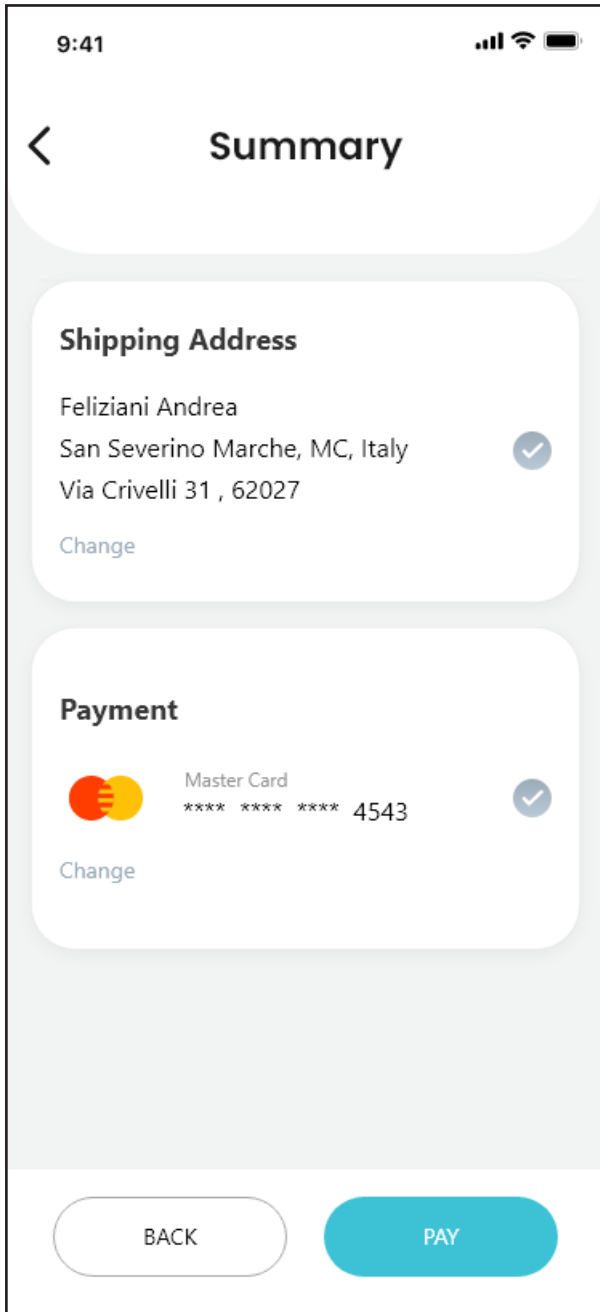 9:41
Summary
Shipping Address
Feliziani Andrea
San Severino Marche, MC, Italy
Via Crivelli 31 , 62027
Change
Payment
Master Card
**** **** **** 4543
Change
BACK PAY